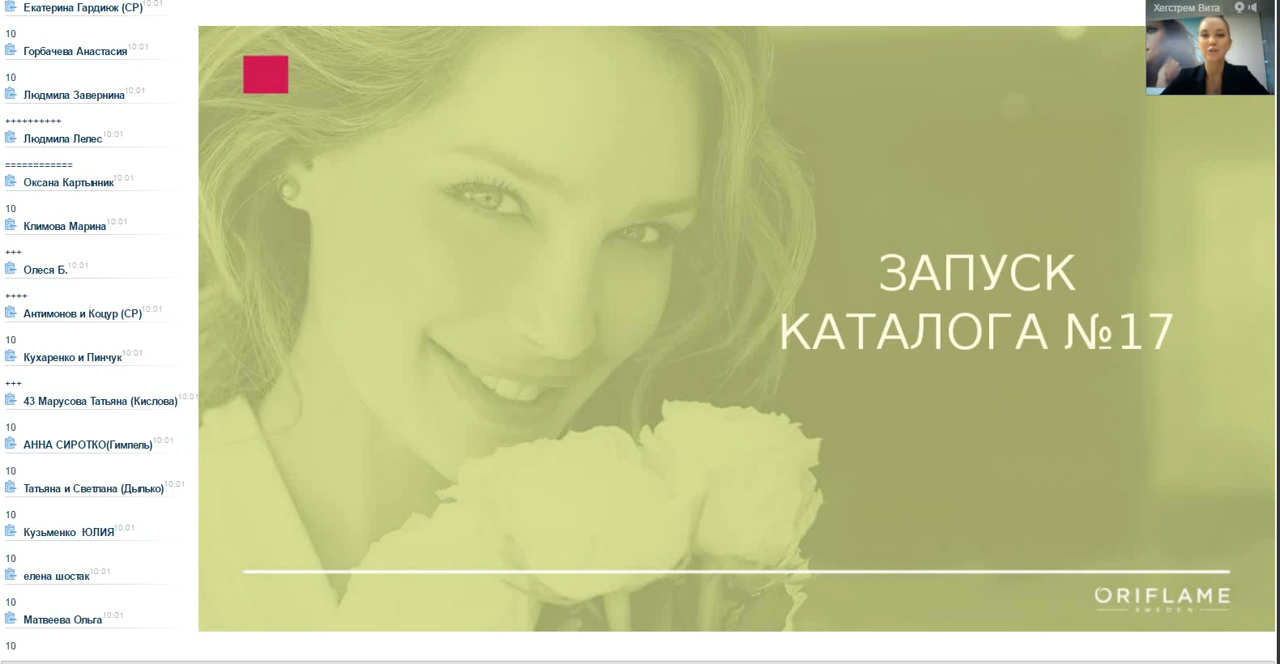 Екатерина Гардиюк (СР) 10:01
10
Горбачева Анастасия 10:01
10
Людмила Завернина 10:01
++++++++++
Людмила Лелес 10:01
============
Оксана Картынник 10:01
10
Климова Марина 10:01
+++
Олеся Б. 10:01
++++
Антимонов и Коцур (СР) 10:01
10
Кухаренко и Пинчук 10:01
+++
43 Марусова Татьяна (Кислова) 10:01
10
АННА СИРОТКО(Гимпель) 10:01
10
Татьяна и Светлана (Дылько) 10:01
10
Кузьменко ЮЛИЯ 10:01
10
елена шостак 10:01
10
Матвеева Ольга 10:01
10
Хегстрем Вита
ЗАПУСК
КАТАЛОГА №17
ORIFLAME
SWEDEN